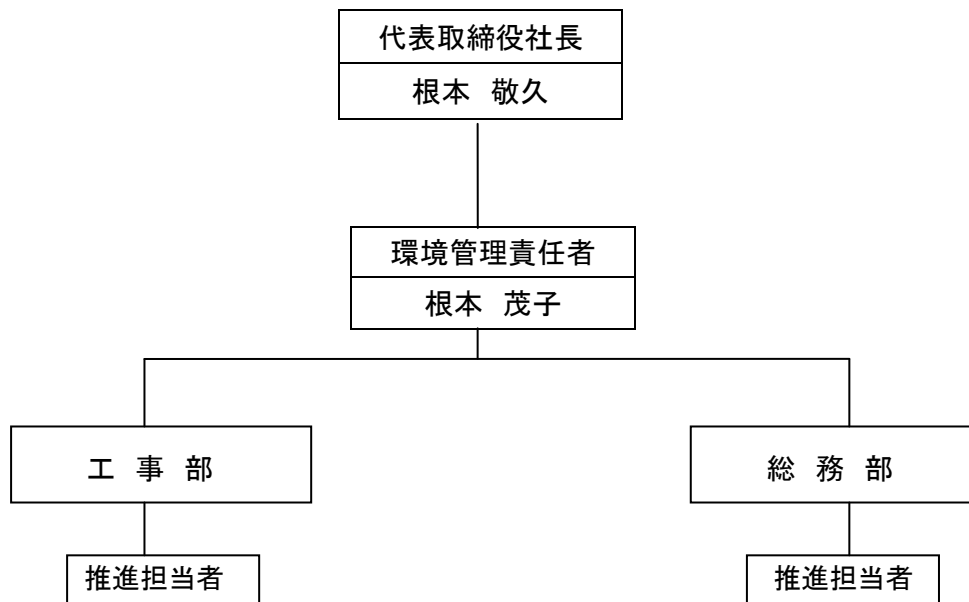 代表取締役社長
根本 敬久
環境管理責任者
根本 茂子
工 事 部
総 務 部
推進担当者
推進担当者